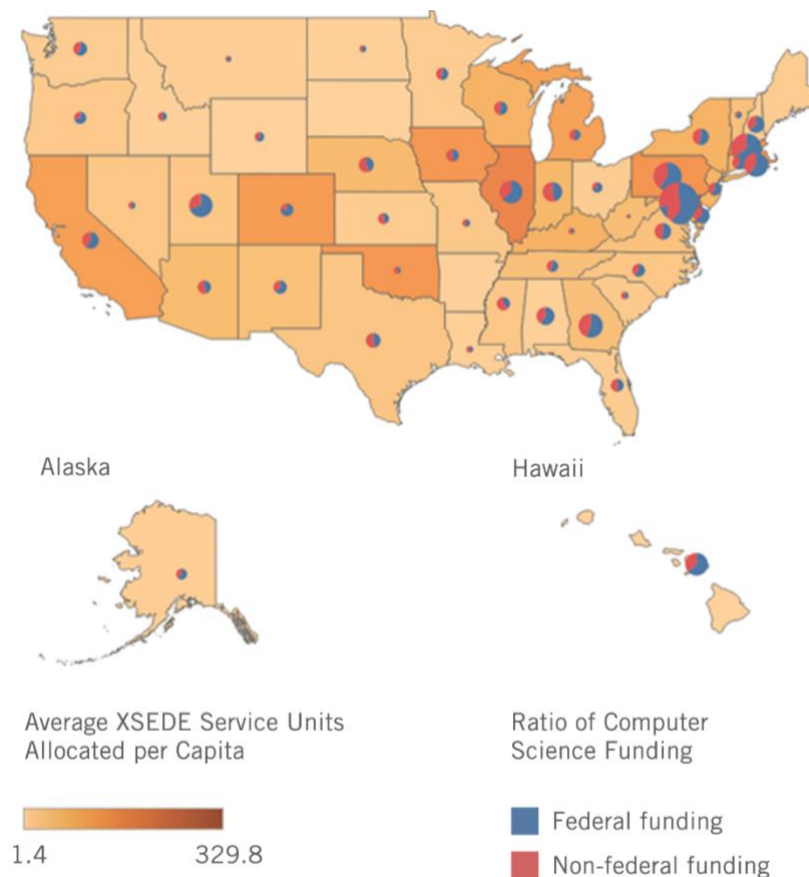 Alaska
Hawaii
Average XSEDE Service Units
Allocated per Capita
1.4
329.8
Ratio of Computer
Science Funding
Federal funding
Non-federal funding